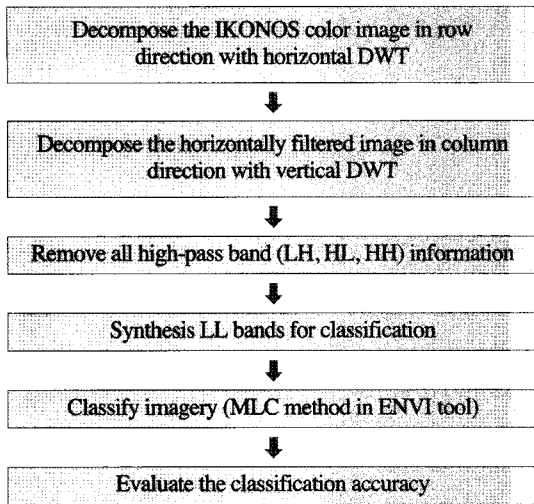 Decompose the IKONOS color image in row
direction with horizontal DWT
Decompose the horizontally filtered image in column
direction with vertical DWT
Remove all high-pass band (LH, HL, HH) information
Synthesis LL bands for classification
Classify imagery (MLC method in ENVI tool)
Evaluate the classification accuracy